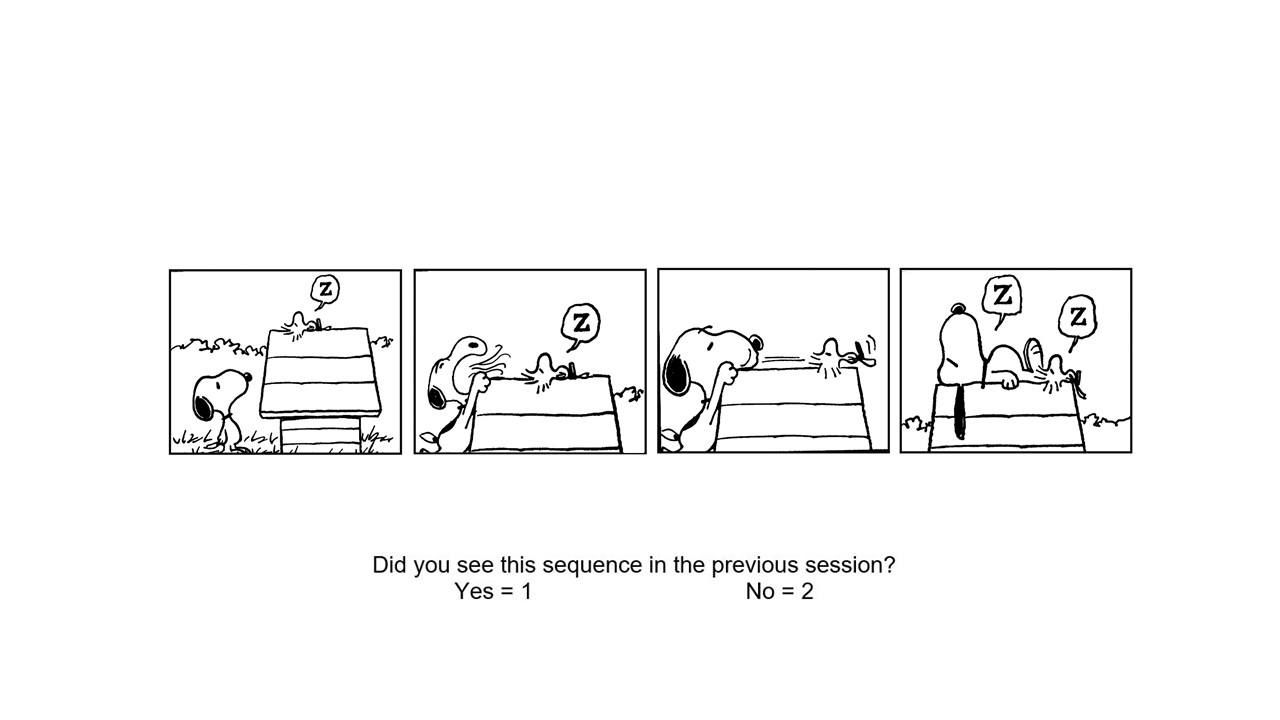 Z
Z
Z
Z
Did you see this sequence in the previous session?
Yes = 1 No = 2